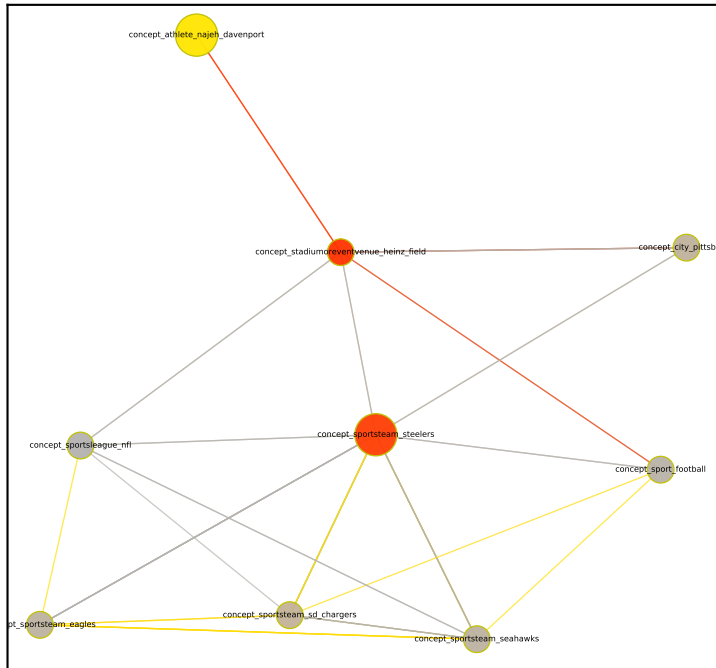 concept_athlete_najeh_davenport
concept_stadiumoreventvenue_heinz_field
concept_city_pittsb
concept_sportsteam_steelers
concept_sportsleague_nfl
concept_sport_football
concept_sportsteam_sd_chargers
pt_sportsteam_eagles
concept_sportsteam_seahawks